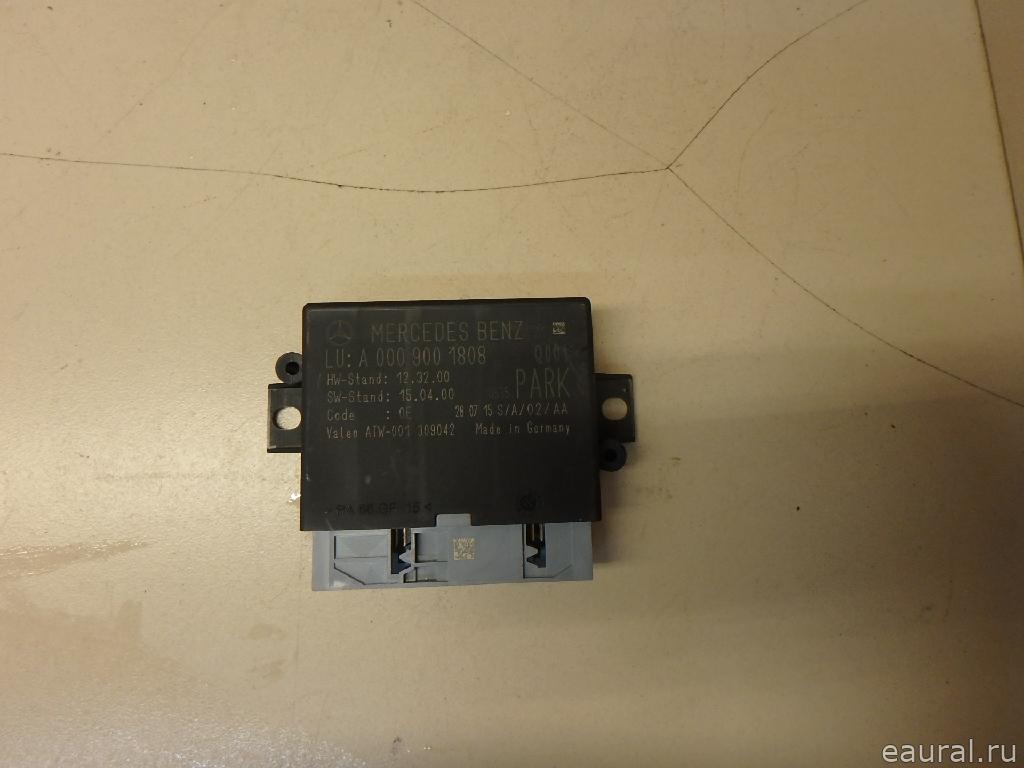 MERCEDES BENZ
LU: A 000 900 1808 Q001
HW-Stand: 12.32.00
SW-Stand: 15.04.00 PARK
Code : 0E 28 07 15 S/A/02/AA
Valeo ATW-001 Made in Germany
eaural.ru